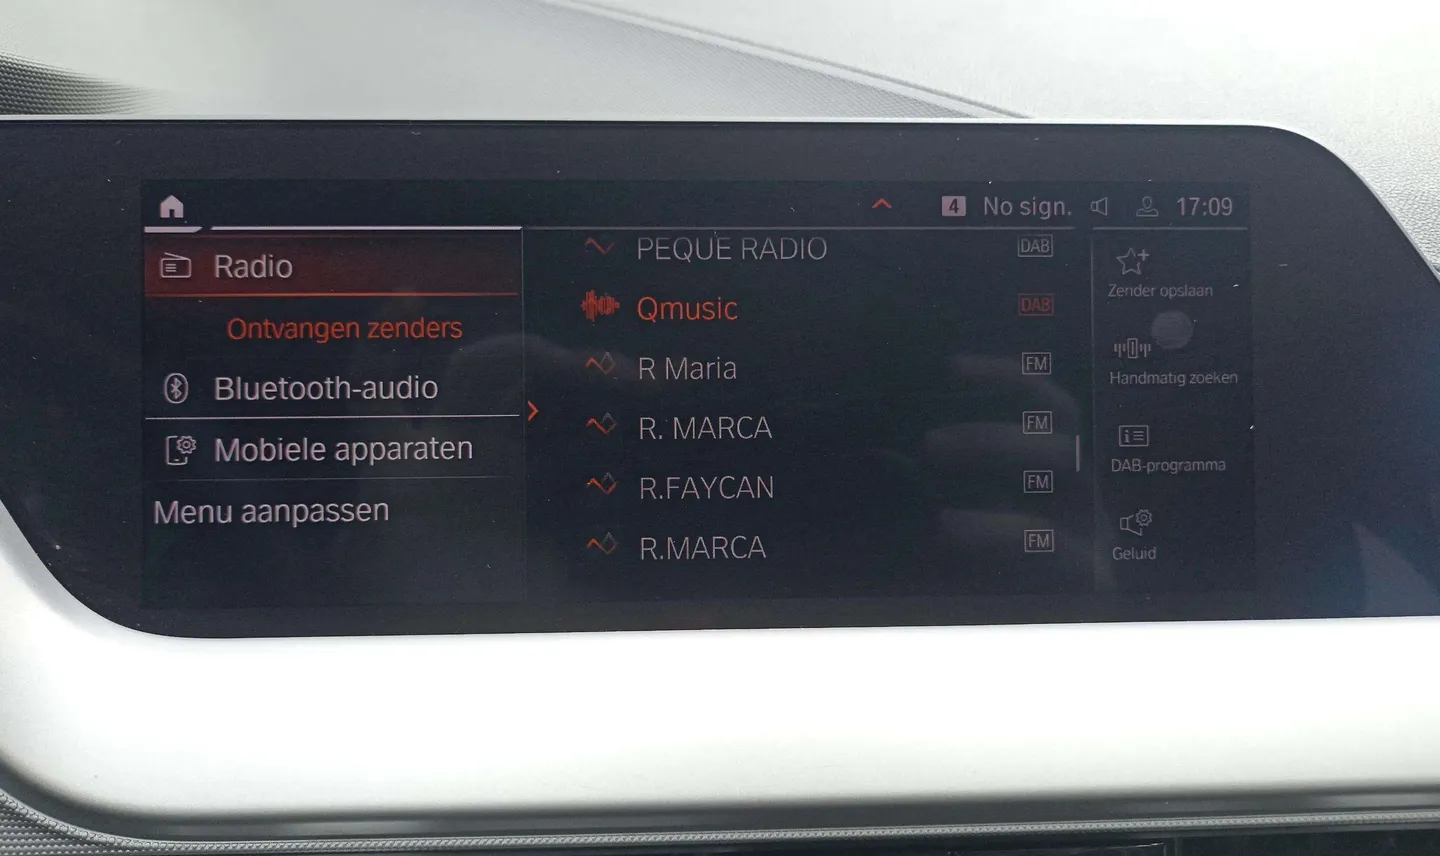 4 No sign. 17:09
Radio
Ontvangen zenders
Bluetooth-audio
Mobiele apparaten
Menu aanpassen
PEQUE RADIO DAB
Qmusic DAB
R Maria FM
R. MARCA FM
R.FAYCAN FM
R.MARCA FM
Zender opslaan
Handmatig zoeken
DAB-programma
Geluid